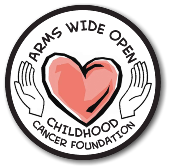 ARMS WIDE OPEN
CHILDHOOD
CANCER FOUNDATION